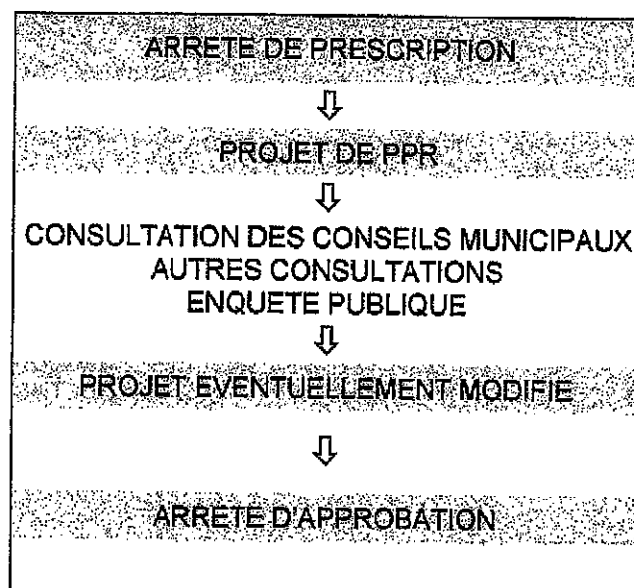 ARRETE DE PRESCRIPTION
PROJET DE PPR
CONSULTATION DES CONSEILS MUNICIPAUX
AUTRES CONSULTATIONS
ENQUETE PUBLIQUE
PROJET EVENTUELLEMENT MODIFIE
ARRETE D'APPROBATION